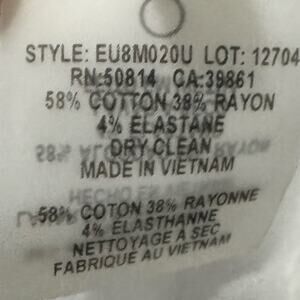 STYLE: EU8M020U LOT: 12704
RN:50814 CA:39861
58% COTTON 38% RAYON
4% ELASTANE
DRY CLEAN
MADE IN VIETNAM
58% COTON 38% RAYONNE
4% ELASTHANNE
NETTOYAGE A SEC
FABRIQUE AU VIETNAM